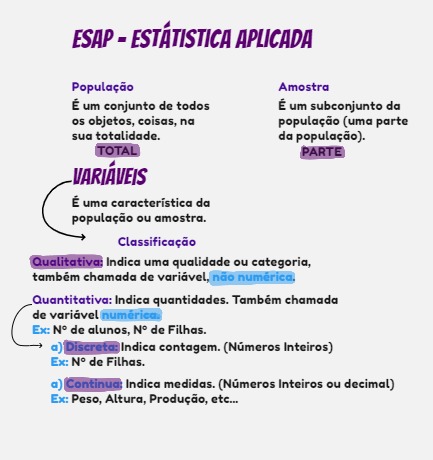 ESAP - ESTÁTISTICA APLICADA
População
É um conjunto de todos
os objetos, coisas, na
sua totalidade.
TOTAL
Amostra
É um subconjunto da
população (uma parte
da população).
PARTE
VARIÁVEIS
É uma característica da
população ou amostra.
Classificação
Qualitativa: Indica uma qualidade ou categoria,
também chamada de variável, não numérica.
Quantitativa: Indica quantidades. Também chamada
de variável numérica.
Ex: N° de alunos, N° de Filhas.
a) Discreta: Indica contagem. (Números Inteiros)
Ex: N° de Filhas.
a) Continua: Indica medidas. (Números Inteiros ou decimal)
Ex: Peso, Altura, Produção, etc...